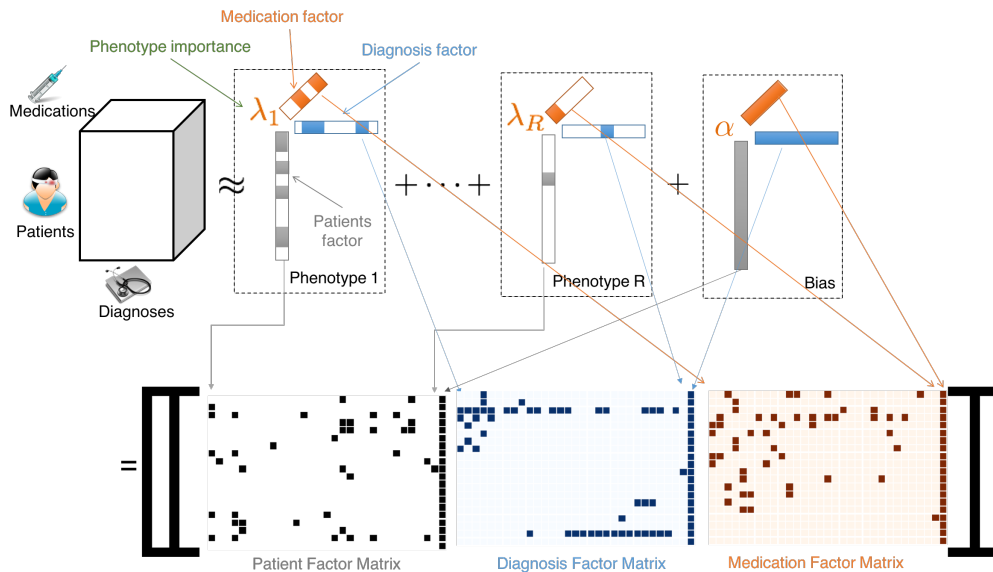 Medication factor
Phenotype importance
Diagnosis factor
Medications
λ1
λR
α
≈
+ · · · +
+
Patients
Patients
factor
Phenotype 1
Phenotype R
Bias
Diagnoses
=
Patient Factor Matrix
Diagnosis Factor Matrix
Medication Factor Matrix